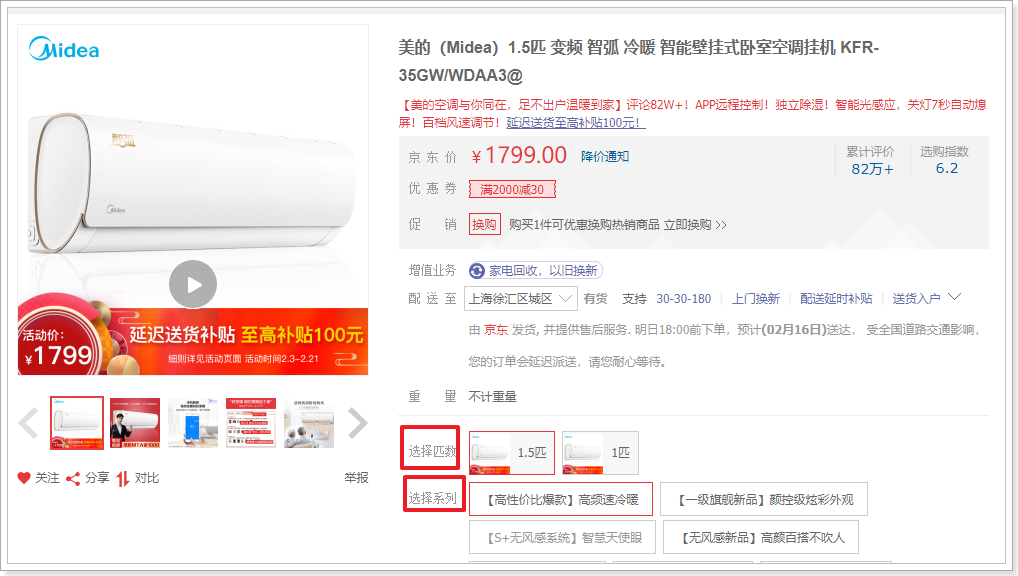 Midea
Midea
活动价:
¥1799
延迟送货补贴 至高补贴100元
细则详见活动页面 活动时间2.3–2.21
关注 分享 对比 举报
美的（Midea）1.5匹 变频 智弧 冷暖 智能壁挂式卧室空调挂机 KFR-
35GW/WDAA3@
【美的空调与你同在，足不出户温暖到家】评论82W+！APP远程控制！独立除湿！智能光感应，关灯7秒自动熄
屏！百档风速调节！延迟送货至高补贴100元！
京 东 价 ￥1799.00 降价通知
累计评价 选购指数
82万+ 6.2
优 惠 券 满2000减30
促 销 换购 购买1件可优惠换购热销商品 立即换购 >>
增值业务 家电回收，以旧换新
配 送 至 上海徐汇区城区 有货 支持 30-30-180 上门换新 配送延时补贴 送货入户
由 京东 发货, 并提供售后服务. 明日18:00前下单，预计(02月16日)送达， 受全国道路交通影响，
您的订单会延迟派送，请您耐心等待。
重 量 不计重量
选择匹数 1.5匹 1匹
选择系列 【高性价比爆款】高频速冷暖 【一级旗舰新品】颜控级炫彩外观
【S+无风感系统】智慧天使眼 【无风感新品】高颜百搭不吹人